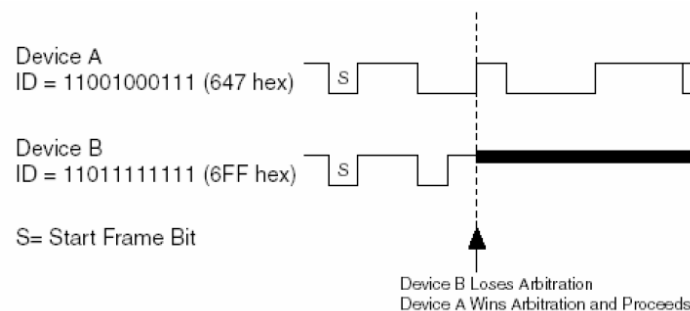 Device A
ID = 11001000111 (647 hex)
S
Device B
ID = 11011111111 (6FF hex)
S
S= Start Frame Bit
Device B Loses Arbitration
Device A Wins Arbitration and Proceeds